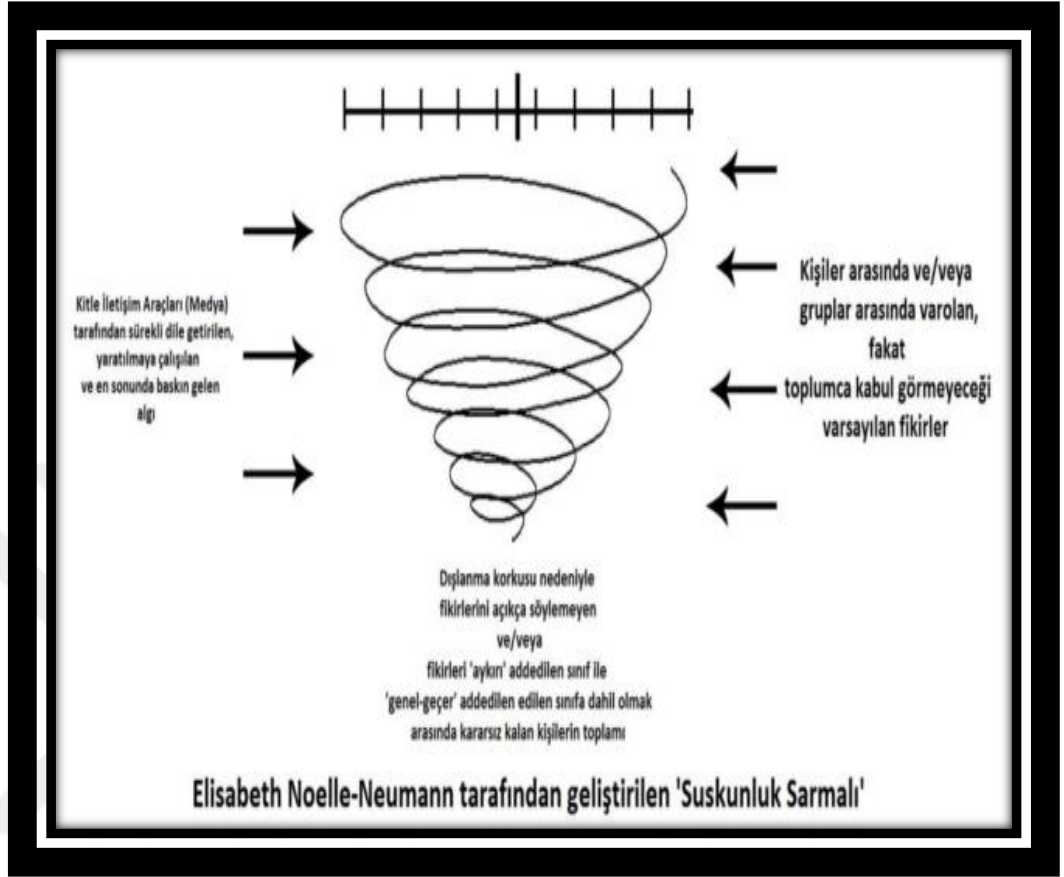 Kitle İletişim Araçları (Medya)
tarafından sürekli dile getirilen,
yaratılmaya çalışılan
ve en sonunda baskın gelen
algı
Kişiler arasında ve/veya
gruplar arasında varolan,
fakat
toplumca kabul görmeyeceği
varsayılan fikirler
Dışlanma korkusu nedeniyle
fikirlerini açıkça söylemeyen
ve/veya
fikirleri 'aykırı' addedilen sınıf ile
'genel-geçer' addedilen edilen sınıfa dahil olmak
arasında kararsız kalan kişilerin toplamı
Elisabeth Noelle-Neumann tarafından geliştirilen 'Suskunluk Sarmalı'